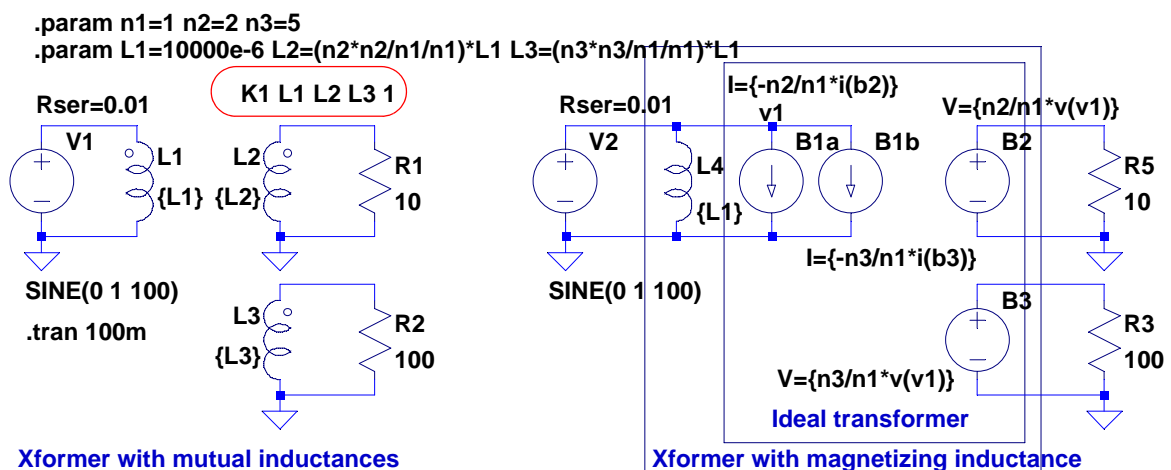 .param n1=1 n2=2 n3=5
.param L1=10000e-6 L2=(n2*n2/n1/n1)*L1 L3=(n3*n3/n1/n1)*L1
K1 L1 L2 L3 1
Rser=0.01
V1
L1
{L1}
L2
{L2}
R1
10
SINE(0 1 100)
.tran 100m
L3
{L3}
R2
100
Xformer with mutual inductances
I={-n2/n1*i(b2)}
Rser=0.01
v1
V={n2/n1*v(v1)}
V2
L4
{L1}
B1a
B1b
B2
R5
10
I={-n3/n1*i(b3)}
SINE(0 1 100)
B3
R3
100
V={n3/n1*v(v1)}
Ideal transformer
Xformer with magnetizing inductance